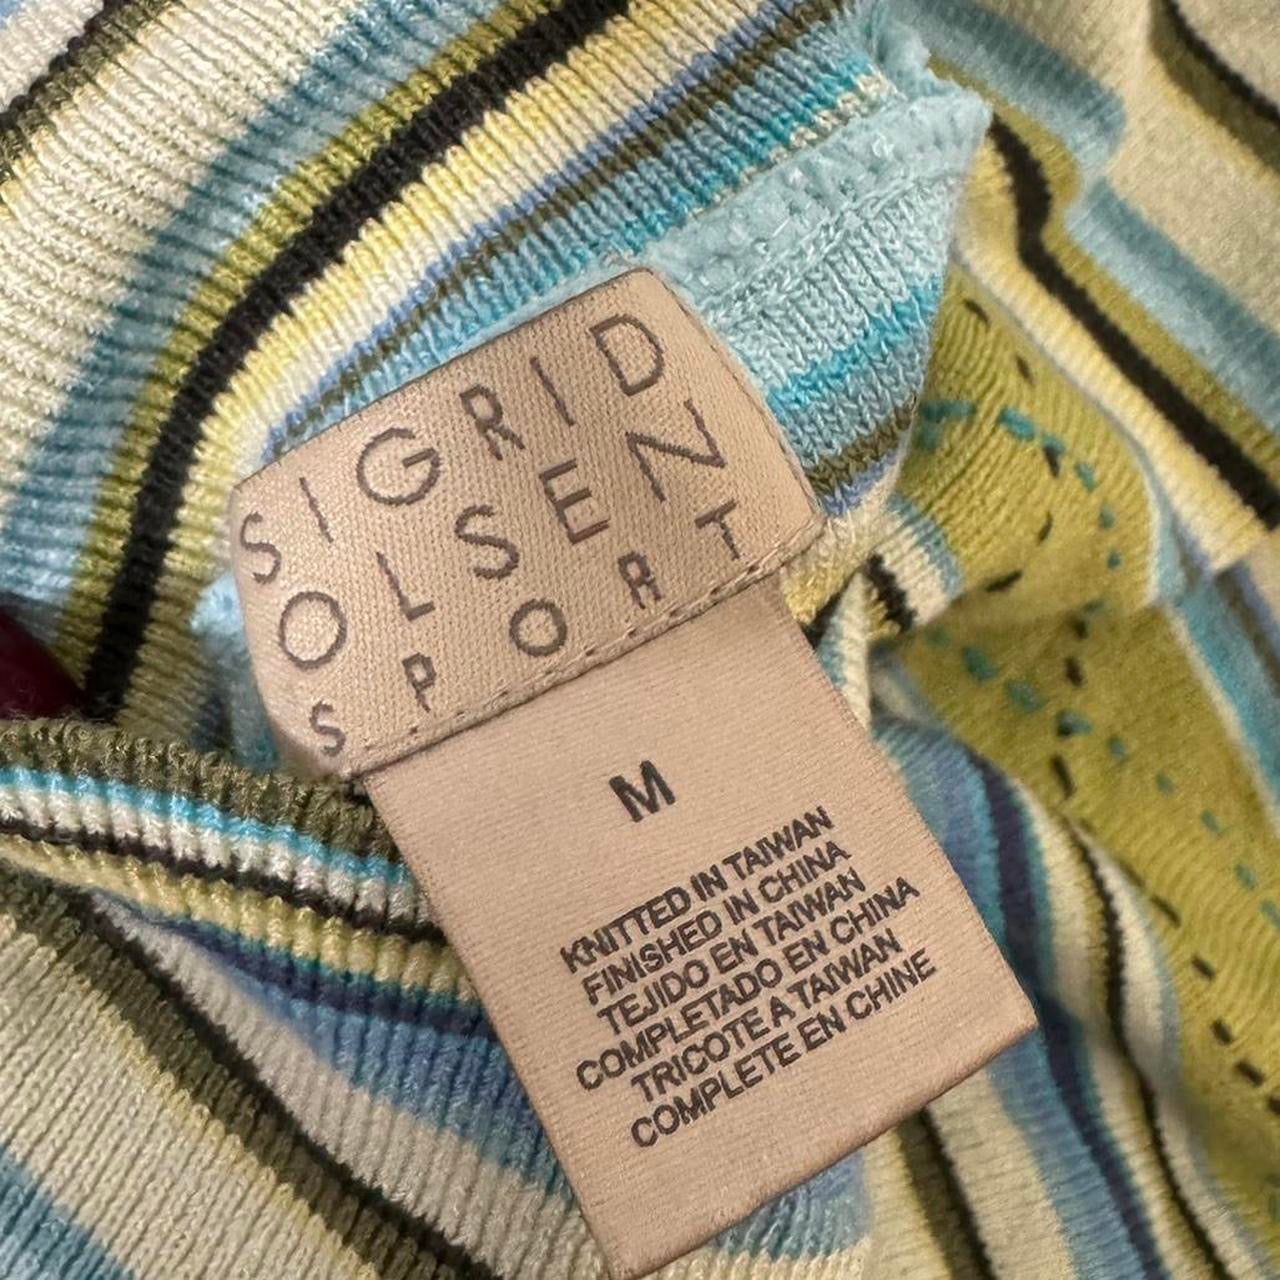 SIGRID
OLSEN
SPORT
M
KNITTED IN TAIWAN
FINISHED IN CHINA
TEJIDO EN TAIWAN
COMPLETADO EN CHINA
TRICOTE A TAIWAN
COMPLETE EN CHINE